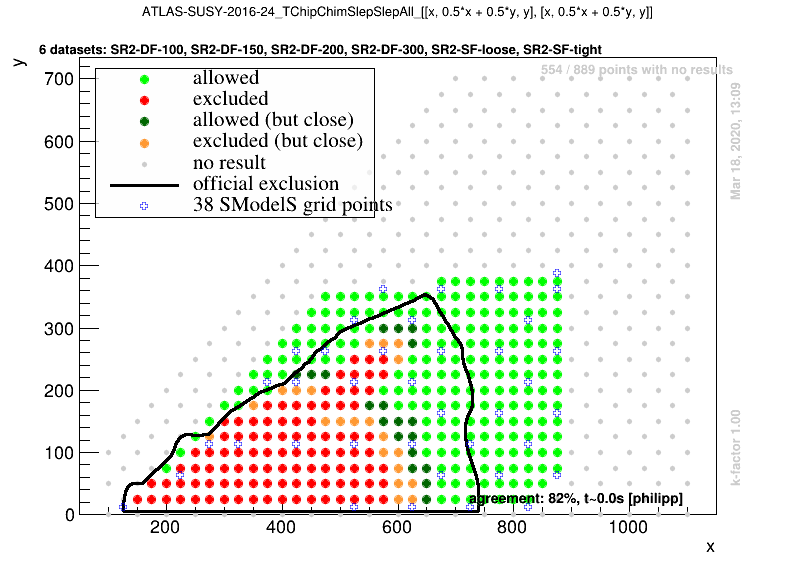 ATLAS-SUSY-2016-24_TChipChimSlepSlepAll_[[x, 0.5*x + 0.5*y, y], [x, 0.5*x + 0.5*y, y]]
6 datasets: SR2-DF-100, SR2-DF-150, SR2-DF-200, SR2-DF-300, SR2-SF-loose, SR2-SF-tight
y
554 / 889 points with no results
allowed
excluded
allowed (but close)
excluded (but close)
no result
official exclusion
38 SModelS grid points
Mar 18, 2020, 13:09
k-factor 1.00
700
600
500
400
300
200
100
0
agreement: 82%, t~0.0s [philipp]
200 400 600 800 1000
x